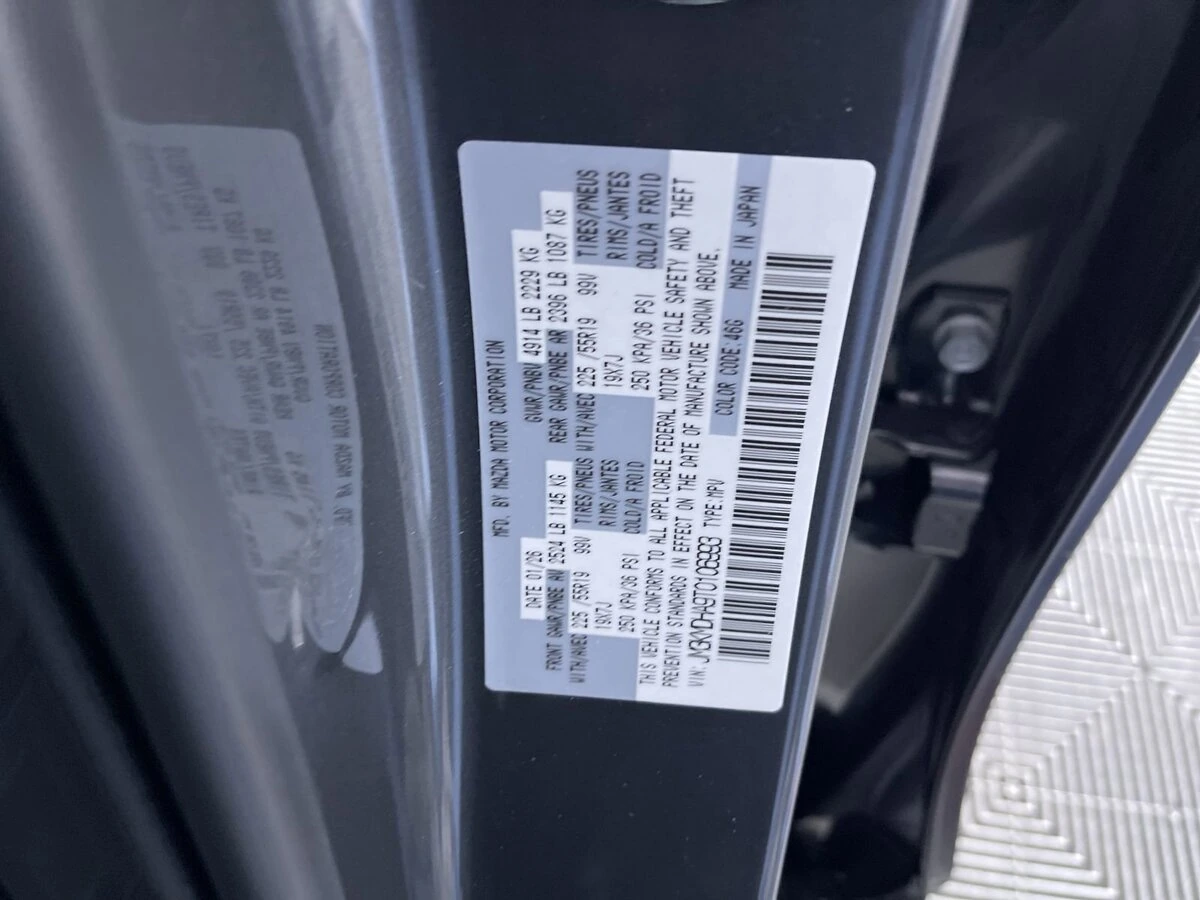 MFD. BY MAZDA MOTOR CORPORATION
DATE 01/26 GVWR/PNBV 4914 LB 2229 KG
FRONT GAWR/PNBE AV 2524 LB 1145 KG REAR GAWR/PNBE AR 2396 LB 1087 KG
WITH/AVEC 225 /55R19 99V TIRES/PNEUS WITH/AVEC 225 /55R19 99V TIRES/PNEUS
19X7J RIMS/JANTES 19X7J RIMS/JANTES
250 KPA/36 PSI COLD/A FROID 250 KPA/36 PSI COLD/A FROID
THIS VEHICLE CONFORMS TO ALL APPLICABLE FEDERAL MOTOR VEHICLE SAFETY AND THEFT
PREVENTION STANDARDS IN EFFECT ON THE DATE OF MANUFACTURE SHOWN ABOVE.
VIN: TYPE:MPV COLOR CODE:46G MADE IN JAPAN